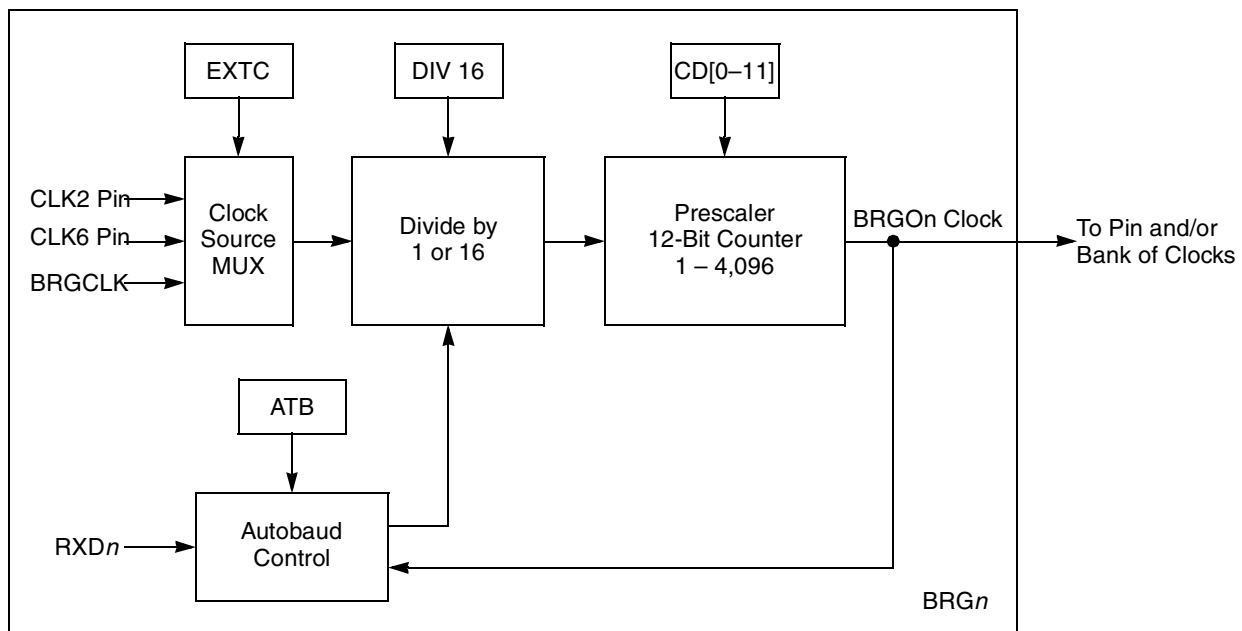 EXTC
DIV 16
CD[0–11]
CLK2 Pin
CLK6 Pin
BRGCLK
Clock
Source
MUX
Divide by
1 or 16
Prescaler
12-Bit Counter
1 – 4,096
BRGOn Clock
To Pin and/or
Bank of Clocks
ATB
RXDn
Autobaud
Control
BRGn